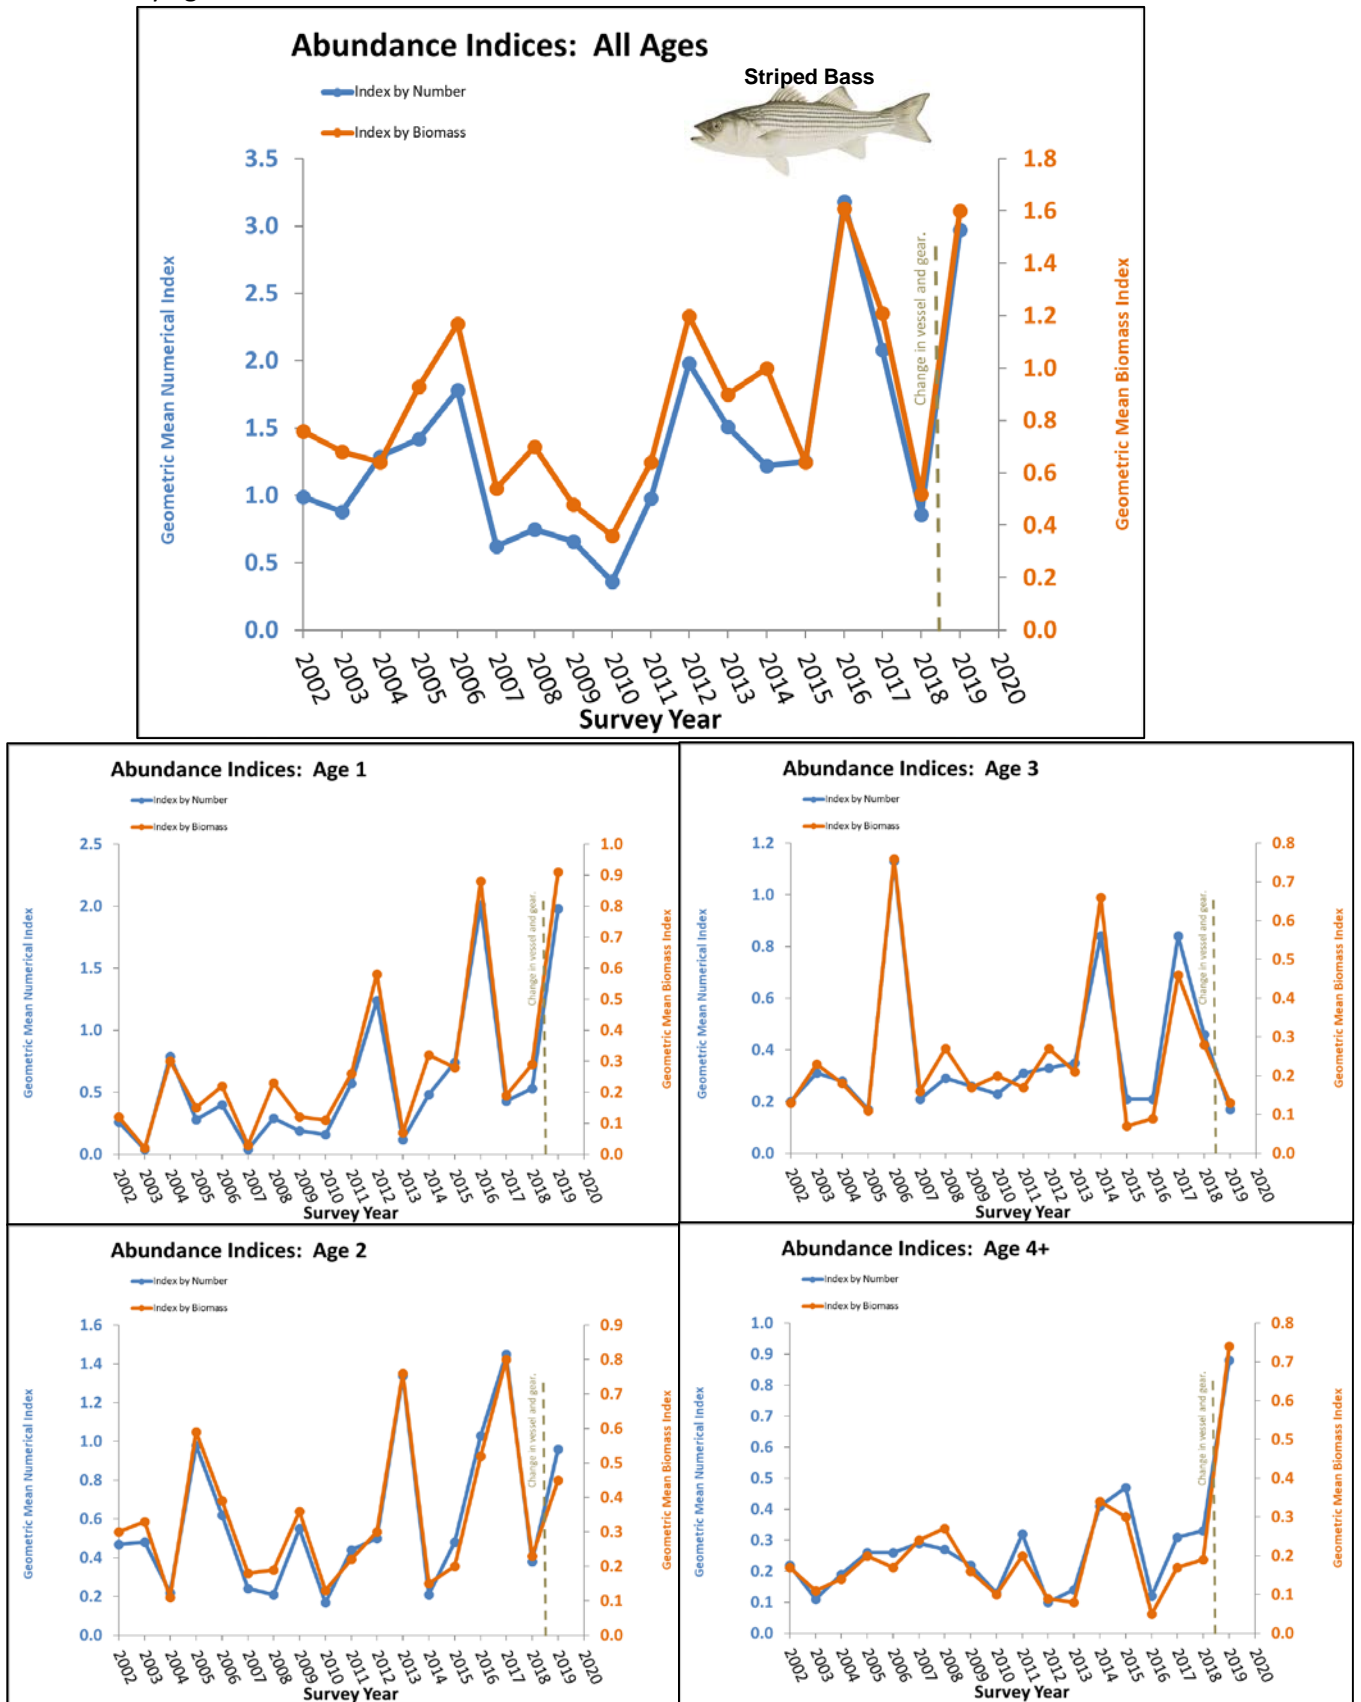 Abundance Indices: All Ages
Striped Bass
Index by Number
Index by Biomass
3.5
3.0
2.5
2.0
1.5
1.0
0.5
0.0
Geometric Mean Numerical Index
1.8
1.6
1.4
1.2
1.0
0.8
0.6
0.4
0.2
0.0
Geometric Mean Biomass Index
Change in vessel and gear.
2002 2003 2004 2005 2006 2007 2008 2009 2010 2011 2012 2013 2014 2015 2016 2017 2018 2019 2020
Survey Year
Abundance Indices: Age 1
Index by Number
Index by Biomass
2.5
2.0
1.5
1.0
0.5
0.0
Geometric Mean Numerical Index
1.0
0.9
0.8
0.7
0.6
0.5
0.4
0.3
0.2
0.1
0.0
Geometric Mean Biomass Index
Change in vessel and gear.
2002 2003 2004 2005 2006 2007 2008 2009 2010 2011 2012 2013 2014 2015 2016 2017 2018 2019 2020
Survey Year
Abundance Indices: Age 3
Index by Number
Index by Biomass
1.2
1.0
0.8
0.6
0.4
0.2
0.0
Geometric Mean Numerical Index
0.8
0.7
0.6
0.5
0.4
0.3
0.2
0.1
0.0
Geometric Mean Biomass Index
Change in vessel and gear.
2002 2003 2004 2005 2006 2007 2008 2009 2010 2011 2012 2013 2014 2015 2016 2017 2018 2019 2020
Survey Year
Abundance Indices: Age 2
Index by Number
Index by Biomass
1.6
1.4
1.2
1.0
0.8
0.6
0.4
0.2
0.0
Geometric Mean Numerical Index
0.9
0.8
0.7
0.6
0.5
0.4
0.3
0.2
0.1
0.0
Geometric Mean Biomass Index
Change in vessel and gear.
2002 2003 2004 2005 2006 2007 2008 2009 2010 2011 2012 2013 2014 2015 2016 2017 2018 2019 2020
Survey Year
Abundance Indices: Age 4+
Index by Number
Index by Biomass
1.0
0.9
0.8
0.7
0.6
0.5
0.4
0.3
0.2
0.1
0.0
Geometric Mean Numerical Index
0.8
0.7
0.6
0.5
0.4
0.3
0.2
0.1
0.0
Geometric Mean Biomass Index
Change in vessel and gear.
2002 2003 2004 2005 2006 2007 2008 2009 2010 2011 2012 2013 2014 2015 2016 2017 2018 2019 2020
Survey Year